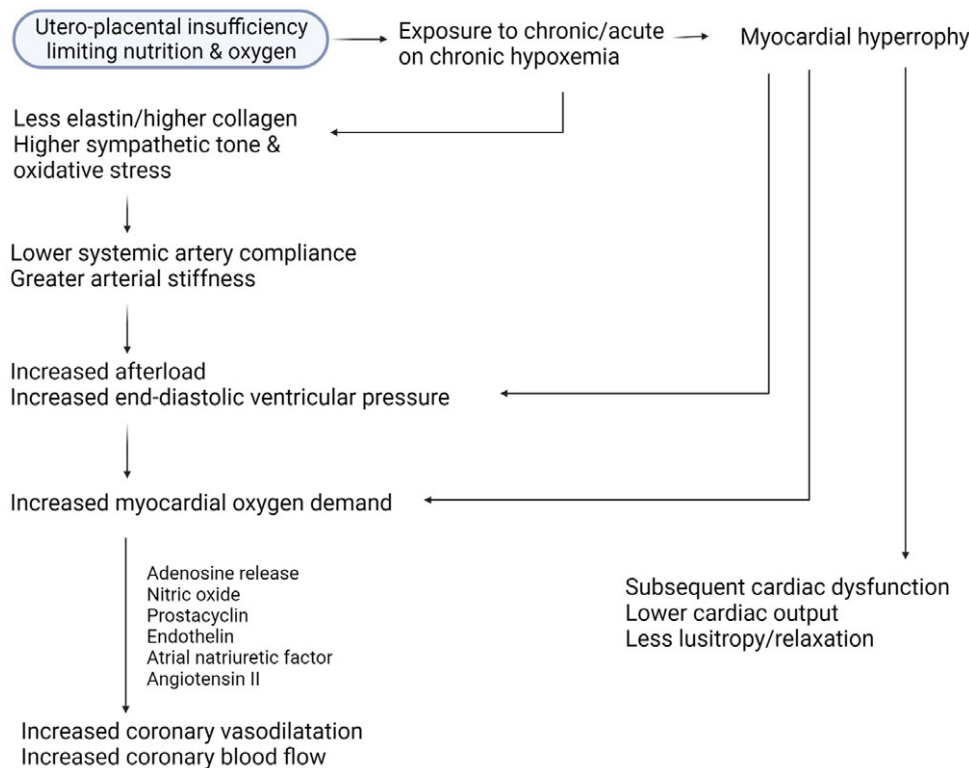 Utero-placental insufficiency
limiting nutrition & oxygen
Exposure to chronic/acute
on chronic hypoxemia
Myocardial hyperrophy
Less elastin/higher collagen
Higher sympathetic tone &
oxidative stress
Lower systemic artery compliance
Greater arterial stiffness
Increased afterload
Increased end-diastolic ventricular pressure
Increased myocardial oxygen demand
Adenosine release
Nitric oxide
Prostacyclin
Endothelin
Atrial natriuretic factor
Angiotensin II
Subsequent cardiac dysfunction
Lower cardiac output
Less lusitropy/relaxation
Increased coronary vasodilatation
Increased coronary blood flow